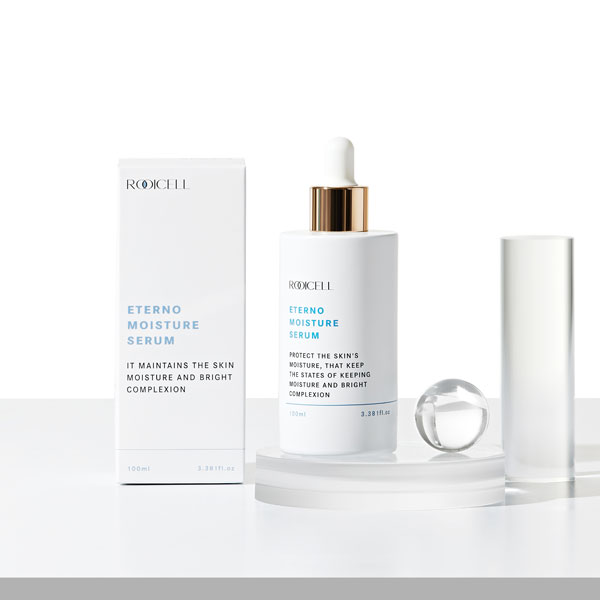 ROOICELL
ETERNO
MOISTURE
SERUM
IT MAINTAINS THE SKIN
MOISTURE AND BRIGHT
COMPLEXION
100ml 3.381fl.oz
ROOICELL
ETERNO
MOISTURE
SERUM
PROTECT THE SKIN'S
MOISTURE, THAT KEEP
THE STATES OF KEEPING
MOISTURE AND BRIGHT
COMPLEXION
100ml 3.381fl.oz